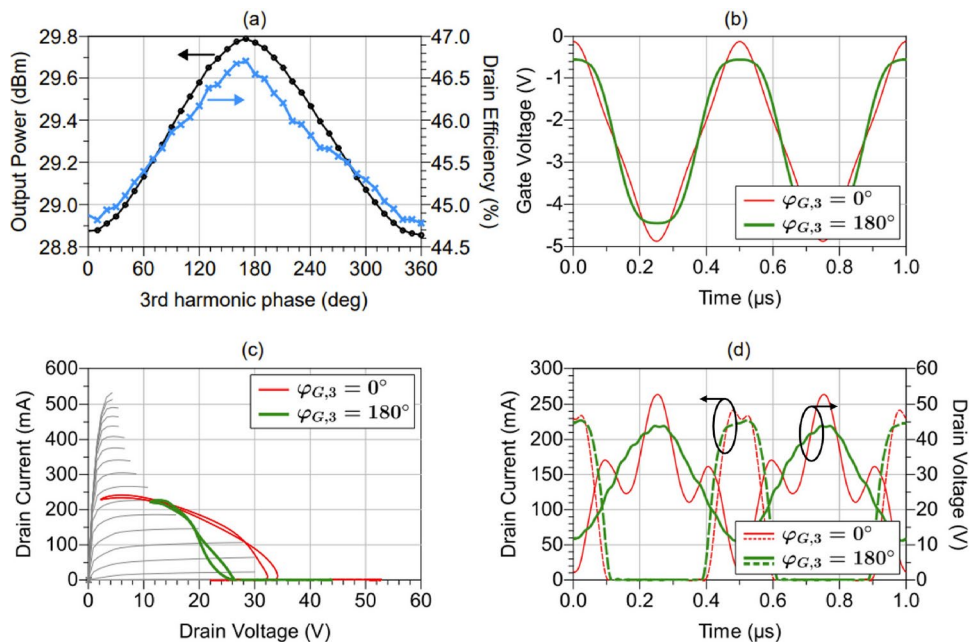 (a)
29.8
29.6
29.4
29.2
29.0
28.8
Output Power (dBm)
47.0
46.5
46.0
45.5
45.0
44.5
Drain Efficiency (%)
0 60 120 180 240 300 360
3rd harmonic phase (deg)
(b)
0
-1
-2
-3
-4
-5
Gate Voltage (V)
φG,3 = 0°
φG,3 = 180°
0.0 0.2 0.4 0.6 0.8 1.0
Time (µs)
(c)
600
500
400
300
200
100
0
Drain Current (mA)
φG,3 = 0°
φG,3 = 180°
0 10 20 30 40 50 60
Drain Voltage (V)
(d)
300
250
200
150
100
50
0
Drain Current (mA)
60
50
40
30
20
10
0
Drain Voltage (V)
φG,3 = 0°
φG,3 = 180°
0.0 0.2 0.4 0.6 0.8 1.0
Time (µs)